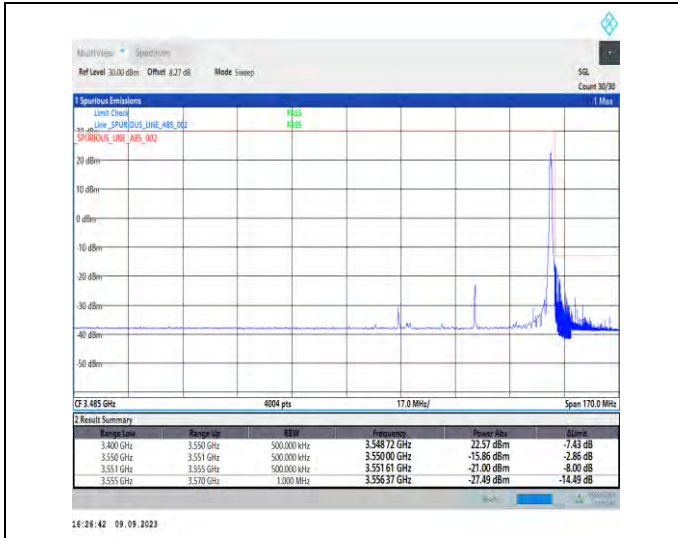 MultiView Spectrum
Ref Level 30.00 dBm Offset 8.27 dB Mode Sweep SGL
Count 30/30
1 Spurious Emissions 1 Max
Limit Check PASS
Line _SPURIOUS_LINE_ABS_002 PASS
30 dBm
_SPURIOUS_LINE_ABS_002
20 dBm
10 dBm
0 dBm
-10 dBm
-20 dBm
-30 dBm
-40 dBm
-50 dBm
CF 3.485 GHz 4004 pts 17.0 MHz/ Span 170.0 MHz
2 Result Summary
Range Low Range Up RBW Frequency Power Abs ΔLimit
3.400 GHz 3.550 GHz 500.000 kHz 3.548 72 GHz 22.57 dBm -7.43 dB
3.550 GHz 3.551 GHz 500.000 kHz 3.550 00 GHz -15.86 dBm -2.86 dB
3.551 GHz 3.555 GHz 500.000 kHz 3.551 61 GHz -21.00 dBm -8.00 dB
3.555 GHz 3.570 GHz 1.000 MHz 3.556 37 GHz -27.49 dBm -14.49 dB
16:26:42 09.09.2023